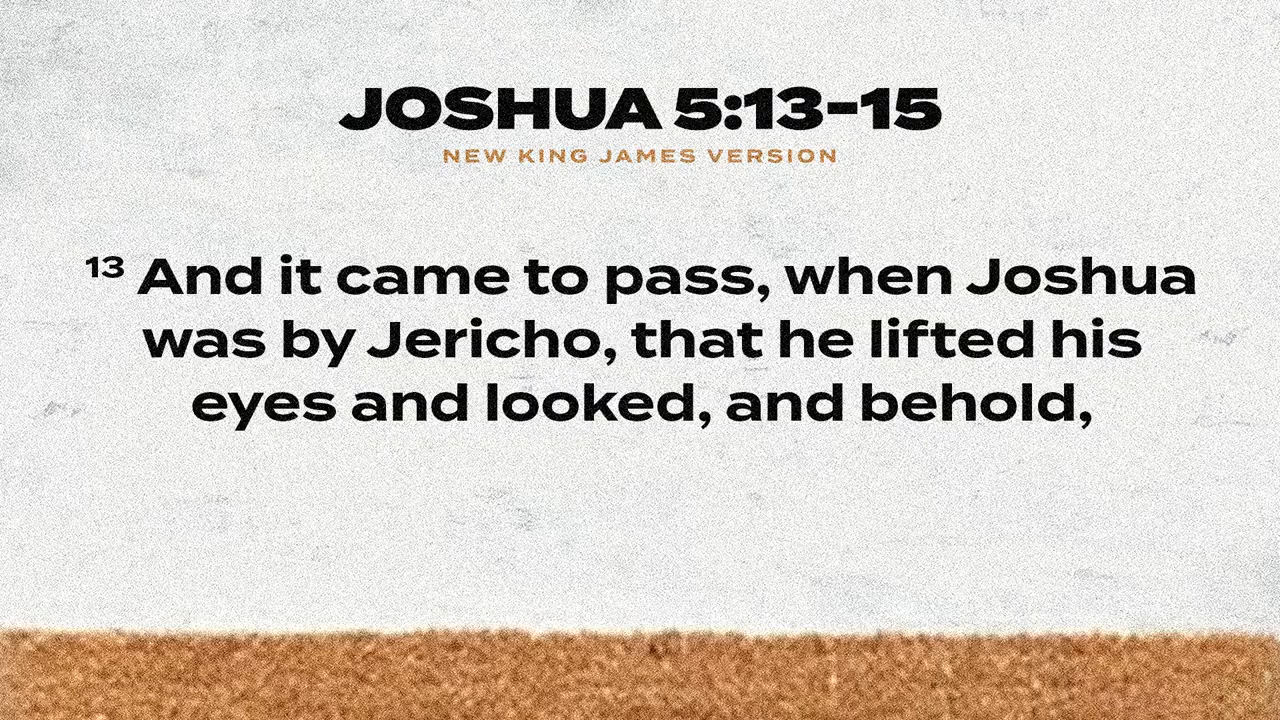 JOSHUA 5:13-15
NEW KING JAMES VERSION
¹³ And it came to pass, when Joshua
was by Jericho, that he lifted his
eyes and looked, and behold,